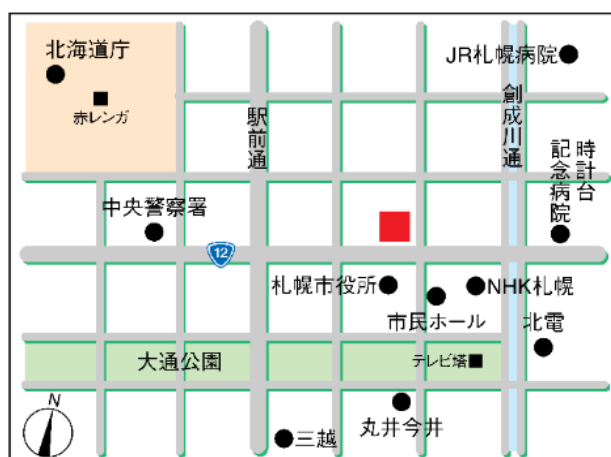 北海道庁
赤レンガ
JR札幌病院
駅前通
創成川通
時計台
記念病院
中央警察署
12
札幌市役所
NHK札幌
市民ホール
北電
大通公園
テレビ塔
丸井今井
三越
N